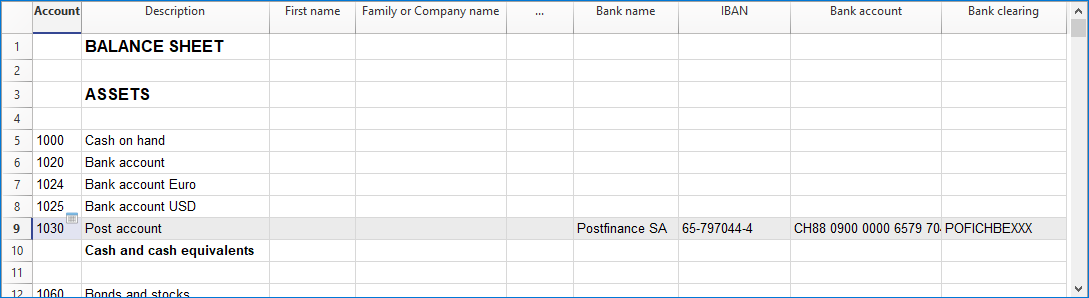 Account Description First name Family or Company name ... Bank name IBAN Bank account Bank clearing
1 BALANCE SHEET
2
3 ASSETS
4
5 1000 Cash on hand
6 1020 Bank account
7 1024 Bank account Euro
8 1025 Bank account USD
9 1030 Post account Postfinance SA 65-797044-4 CH88 0900 0000 6579 704 POFICHBEXXX
10 Cash and cash equivalents
11
12 1060 Bonds and stocks